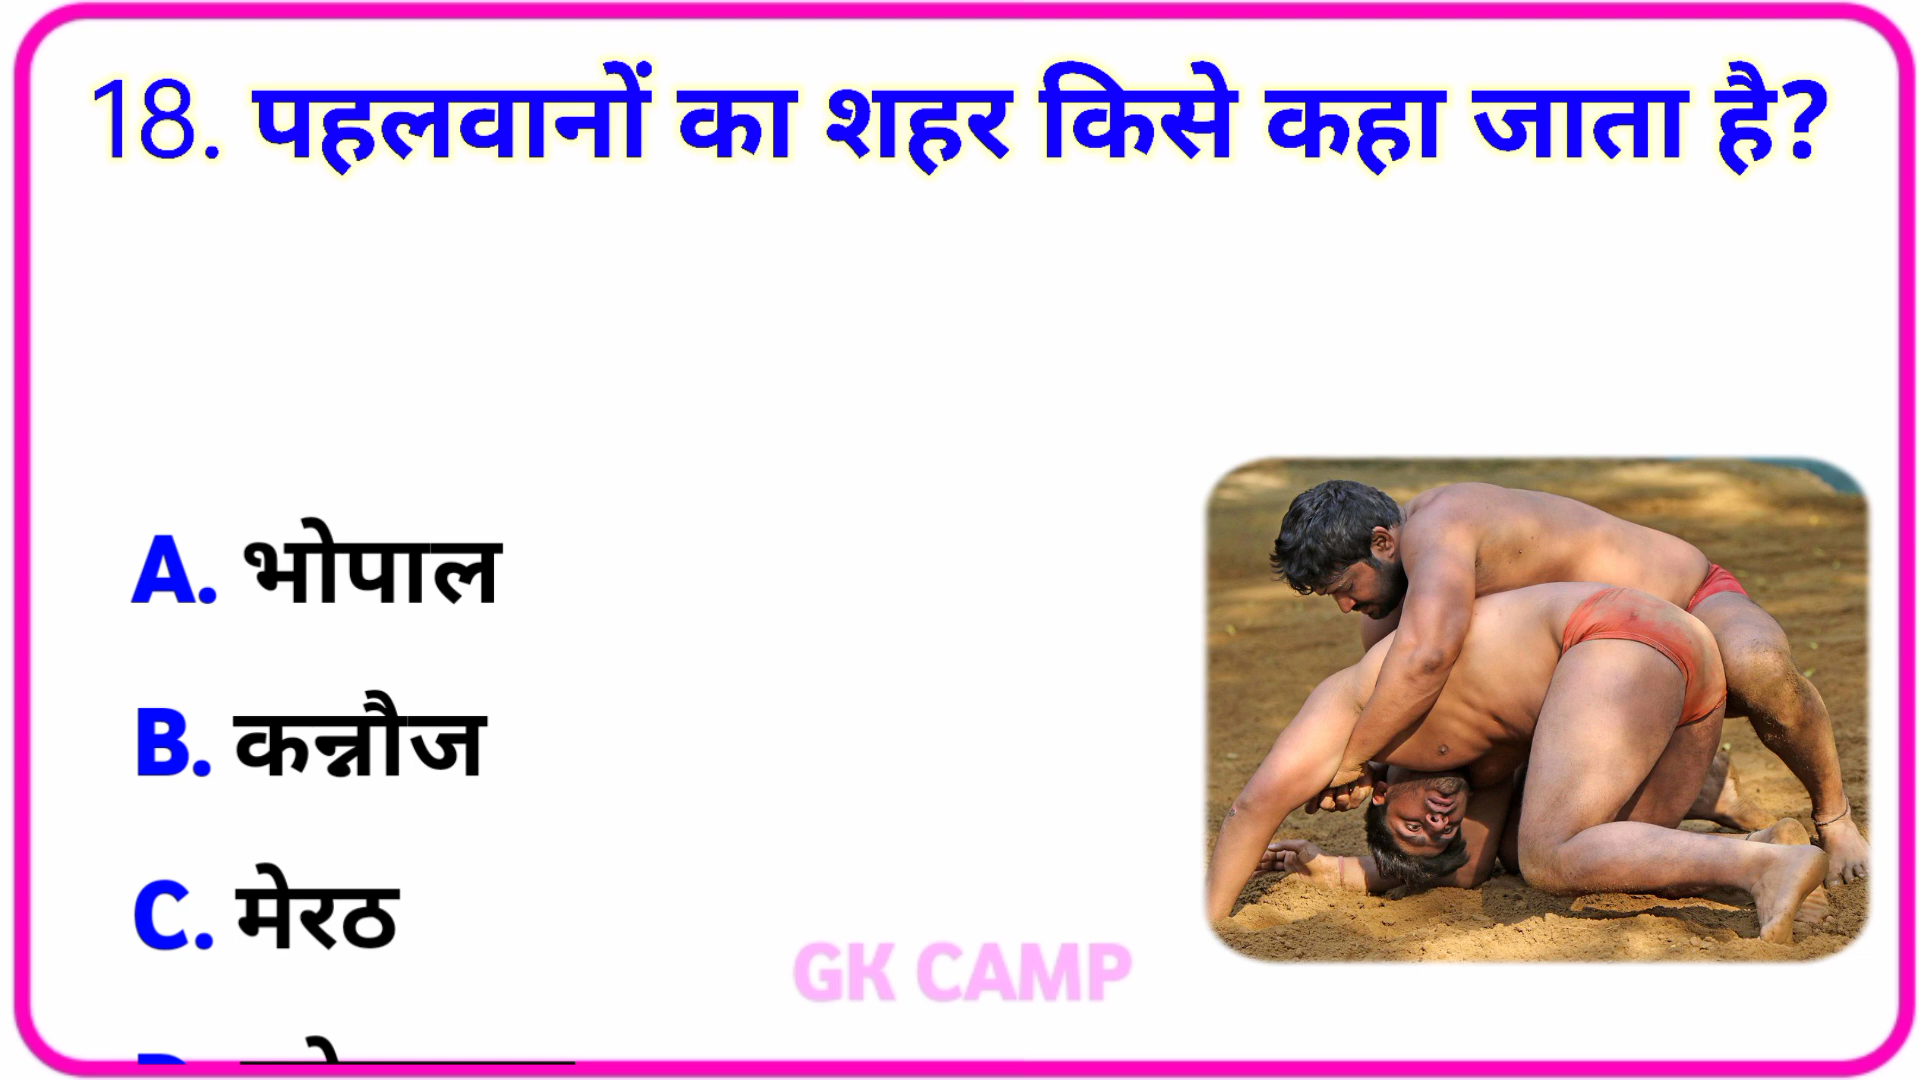 18. पहलवानों का शहर किसे कहा जाता है?
A. भोपाल
B. कन्नौज
C. मेरठ
GK CAMP